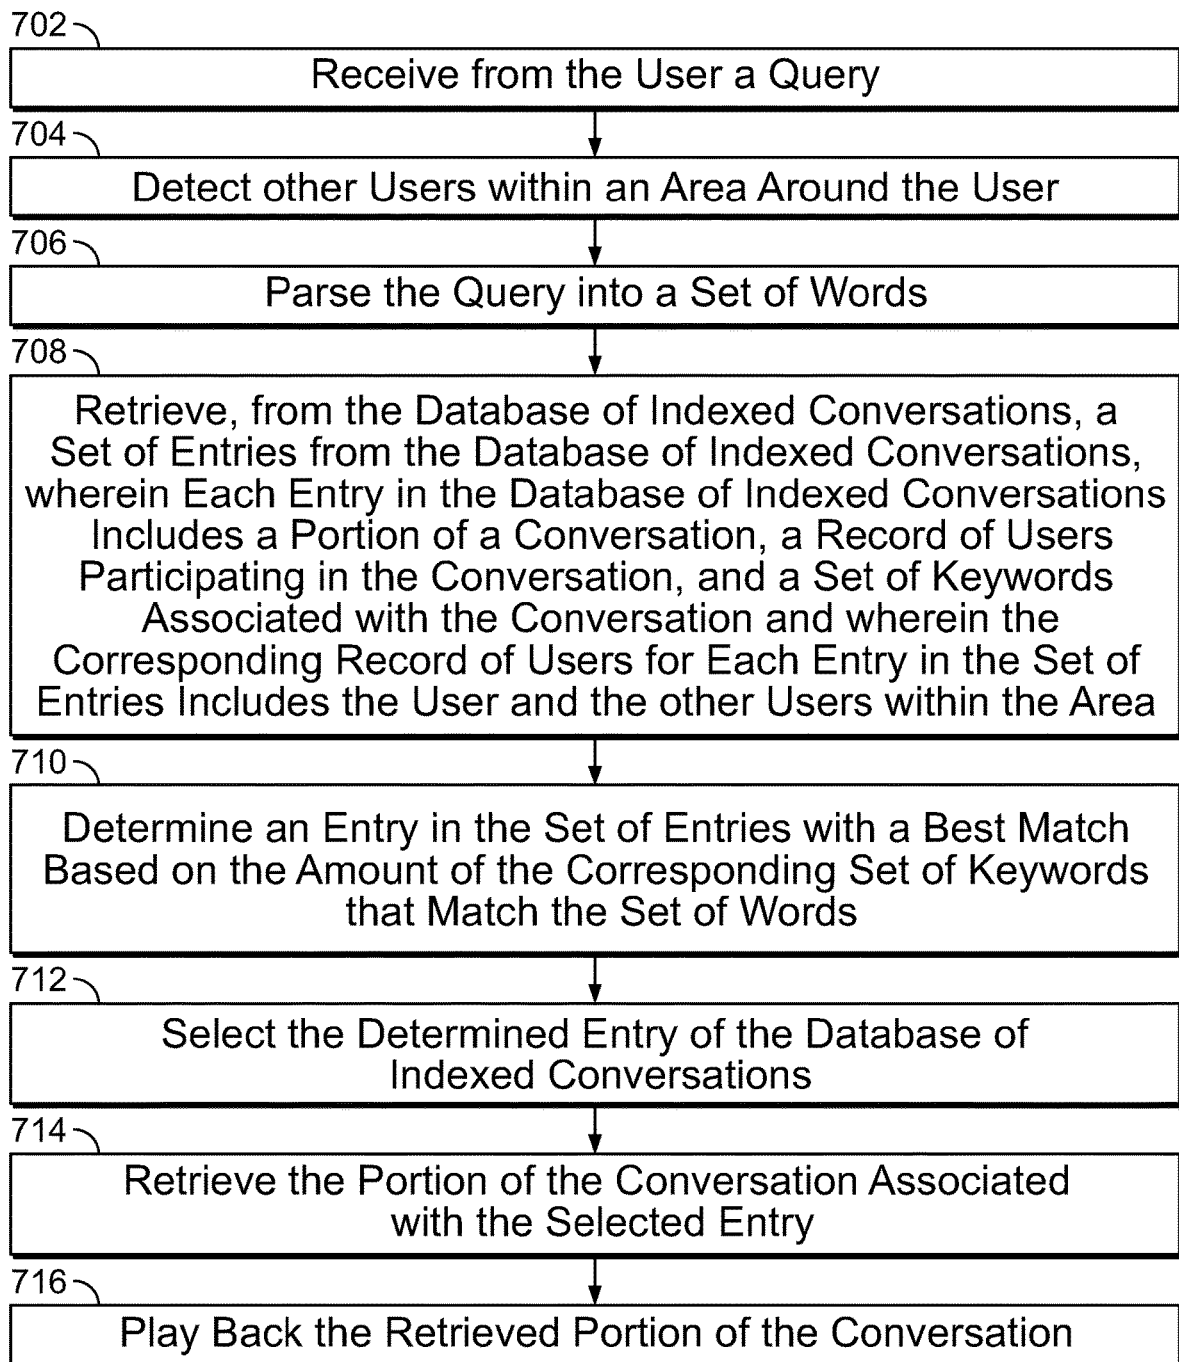 702
Receive from the User a Query
704
Detect other Users within an Area Around the User
706
Parse the Query into a Set of Words
708
Retrieve, from the Database of Indexed Conversations, a
Set of Entries from the Database of Indexed Conversations,
wherein Each Entry in the Database of Indexed Conversations
Includes a Portion of a Conversation, a Record of Users
Participating in the Conversation, and a Set of Keywords
Associated with the Conversation and wherein the
Corresponding Record of Users for Each Entry in the Set of
Entries Includes the User and the other Users within the Area
710
Determine an Entry in the Set of Entries with a Best Match
Based on the Amount of the Corresponding Set of Keywords
that Match the Set of Words
712
Select the Determined Entry of the Database of
Indexed Conversations
714
Retrieve the Portion of the Conversation Associated
with the Selected Entry
716
Play Back the Retrieved Portion of the Conversation